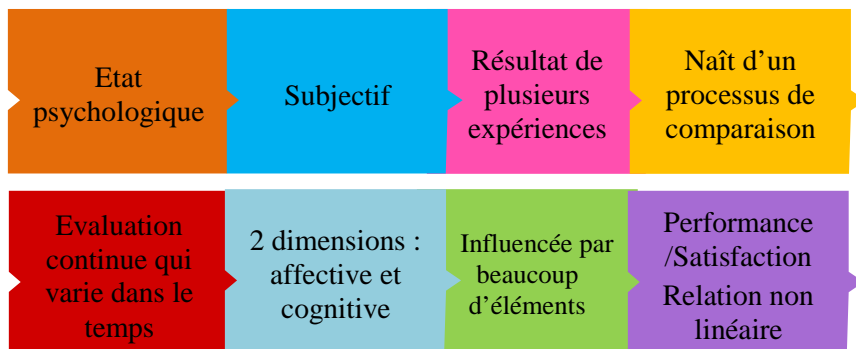 Etat
psychologique
Subjectif
Résultat de
plusieurs
expériences
Naît d’un
processus de
comparaison
Evaluation
continue qui
varie dans le
temps
2 dimensions :
affective et
cognitive
Influencée par
beaucoup
d’éléments
Performance
/Satisfaction
Relation non
linéaire